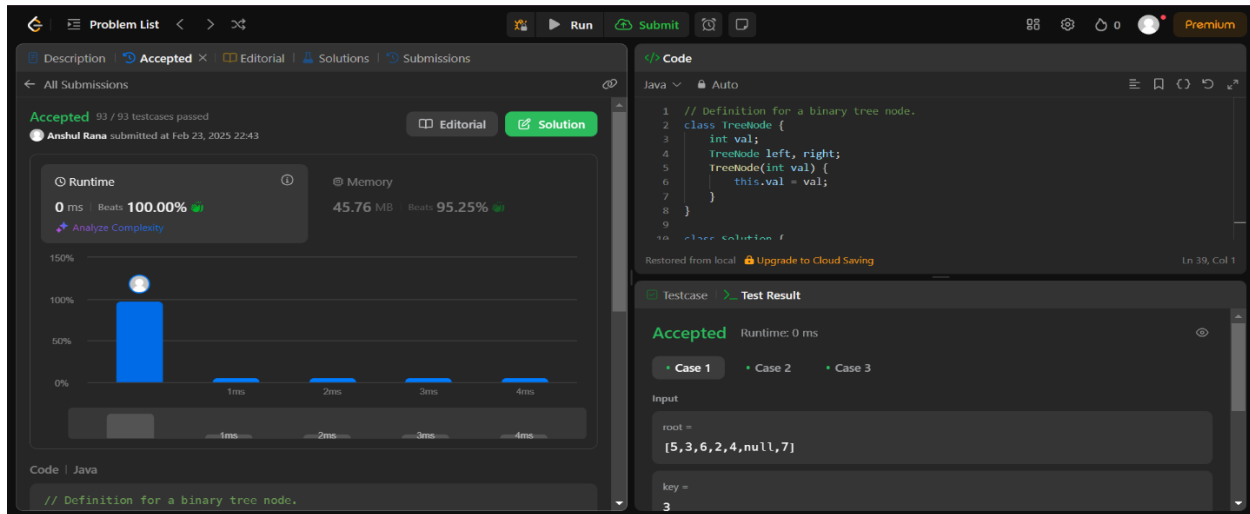 Problem List
Run
Submit
0
Premium
Description
Accepted
Editorial
Solutions
Submissions
All Submissions
Accepted 93 / 93 testcases passed
Anshul Rana submitted at Feb 23, 2025 22:43
Editorial
Solution
Runtime
0 ms Beats 100.00%
Analyze Complexity
Memory
45.76 MB Beats 95.25%
150%
100%
50%
0%
1ms 2ms 3ms 4ms
1ms 2ms 3ms 4ms
Code | Java
// Definition for a binary tree node.
</> Code
Java Auto
1 // Definition for a binary tree node.
2 class TreeNode {
3 int val;
4 TreeNode left, right;
5 TreeNode(int val) {
6 this.val = val;
7 }
8 }
9
10 class Solution {
Restored from local Upgrade to Cloud Saving Ln 39, Col 1
Testcase >_ Test Result
Accepted Runtime: 0 ms
• Case 1 • Case 2 • Case 3
Input
root =
[5,3,6,2,4,null,7]
key =
3